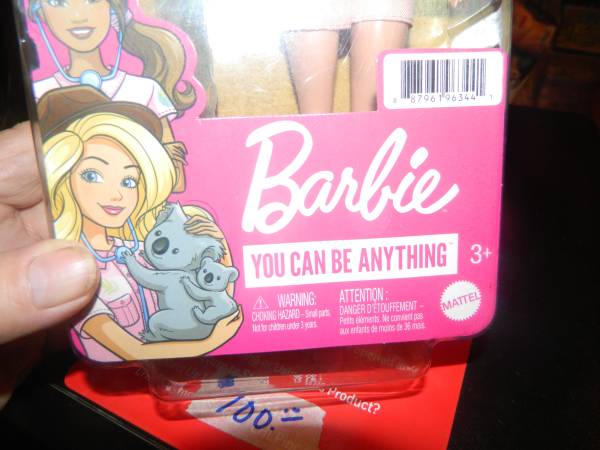 8 87961 96344 1
Barbie
YOU CAN BE ANYTHING™
3+
WARNING:
CHOKING HAZARD – Small parts.
Not for children under 3 years.
ATTENTION :
DANGER D'ÉTOUFFEMENT –
Petits éléments. Ne convient pas
aux enfants de moins de 36 mois.
MATTEL
Product?
100.=